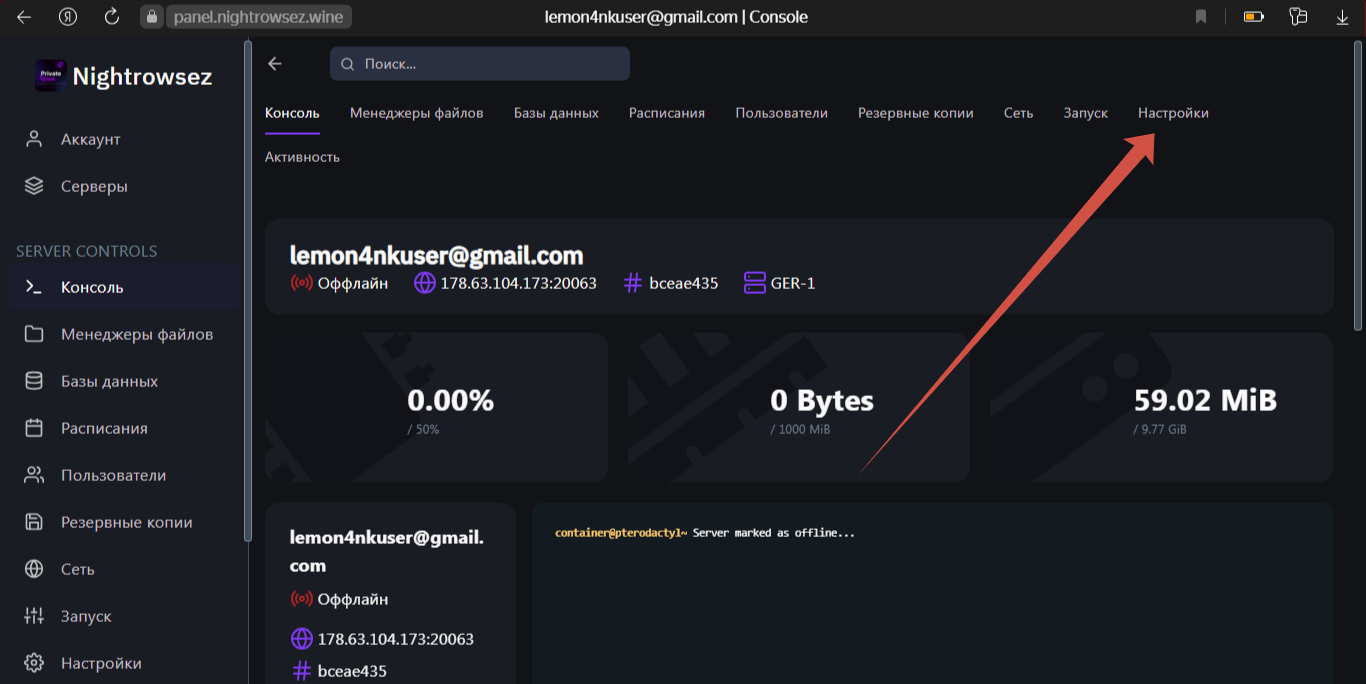 panel.nightrowsez.wine
lemon4nkuser@gmail.com | Console
Nightrowsez
Аккаунт
Серверы
SERVER CONTROLS
Консоль
Менеджеры файлов
Базы данных
Расписания
Пользователи
Резервные копии
Сеть
Запуск
Настройки
Поиск...
Консоль Менеджеры файлов Базы данных Расписания Пользователи Резервные копии Сеть Запуск Настройки
Активность
lemon4nkuser@gmail.com
Оффлайн 178.63.104.173:20063 bceae435 GER-1
0.00%
/ 50%
0 Bytes
/ 1000 MiB
59.02 MiB
/ 9.77 GiB
lemon4nkuser@gmail.
com
Оффлайн
178.63.104.173:20063
bceae435
container@pterodactyl~ Server marked as offline...